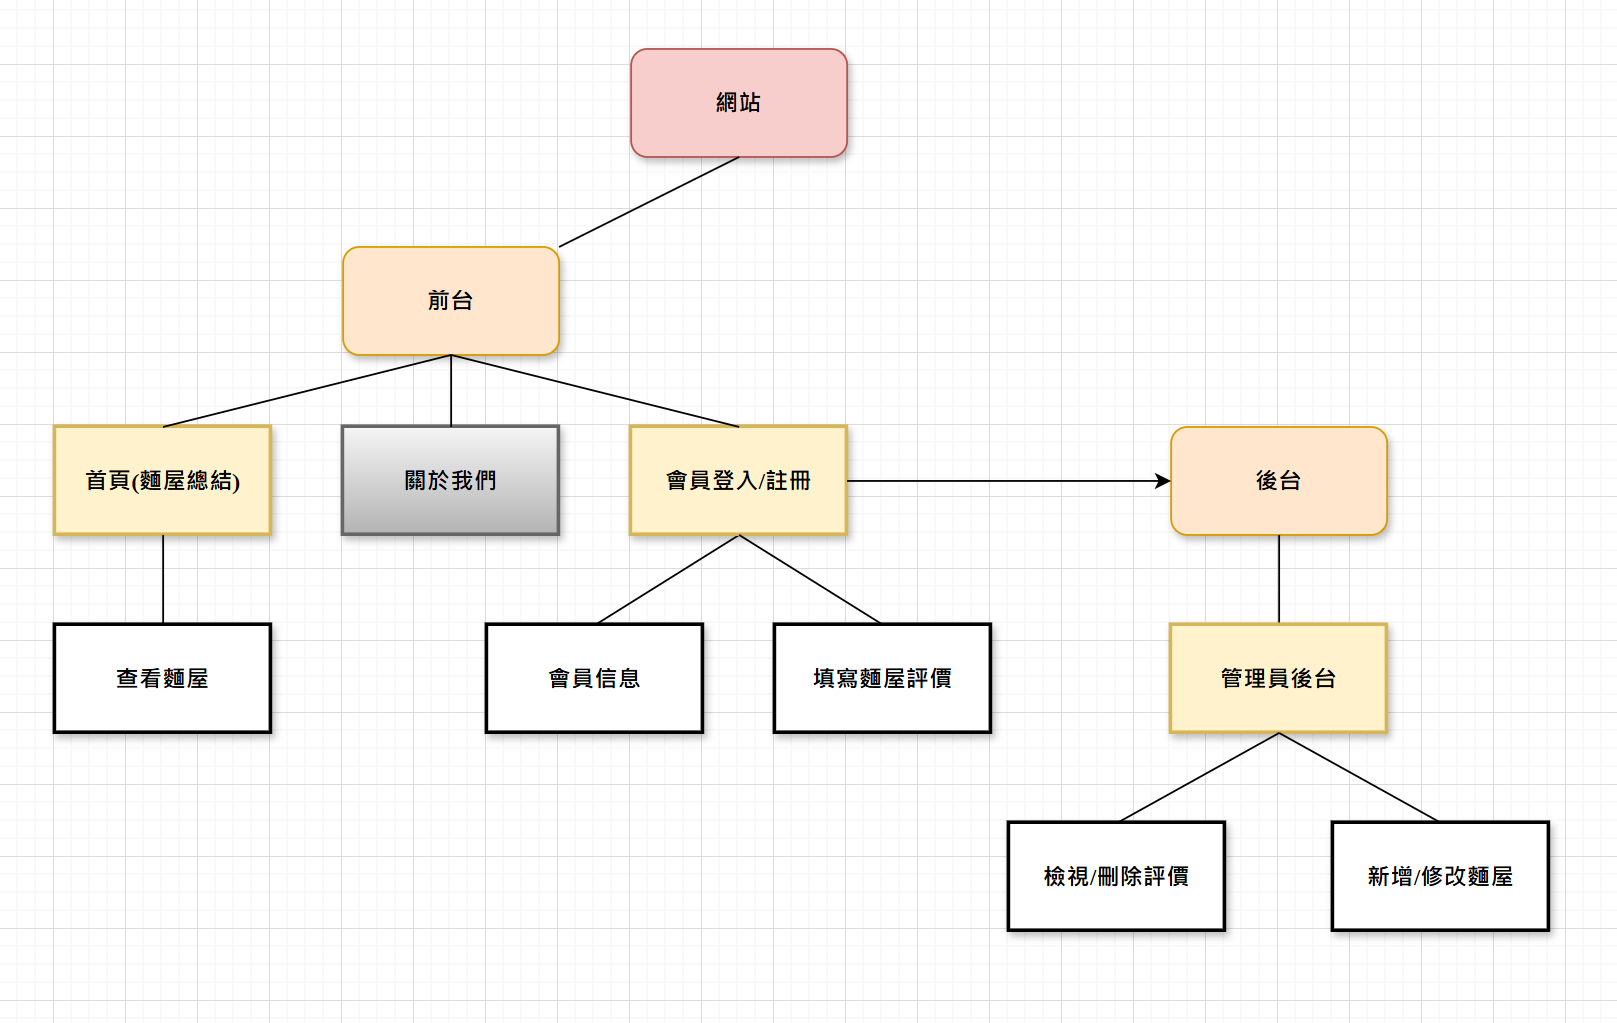 網站
前台
首頁(麵屋總結)
關於我們
會員登入/註冊
後台
查看麵屋
會員信息
填寫麵屋評價
管理員後台
檢視/刪除評價
新增/修改麵屋